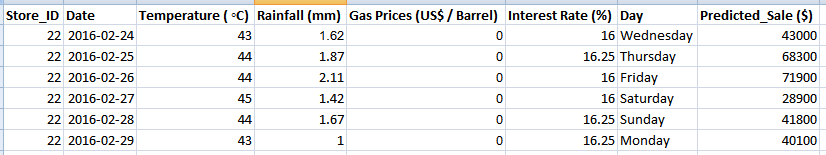 Store_ID Date Temperature ( ◦C) Rainfall (mm) Gas Prices (US$ / Barrel) Interest Rate (%) Day Predicted_Sale ($)
22 2016-02-24 43 1.62 0 16 Wednesday 43000
22 2016-02-25 44 1.87 0 16.25 Thursday 68300
22 2016-02-26 44 2.11 0 16 Friday 71900
22 2016-02-27 45 1.42 0 16 Saturday 28900
22 2016-02-28 44 1.67 0 16.25 Sunday 41800
22 2016-02-29 43 1 0 16.25 Monday 40100